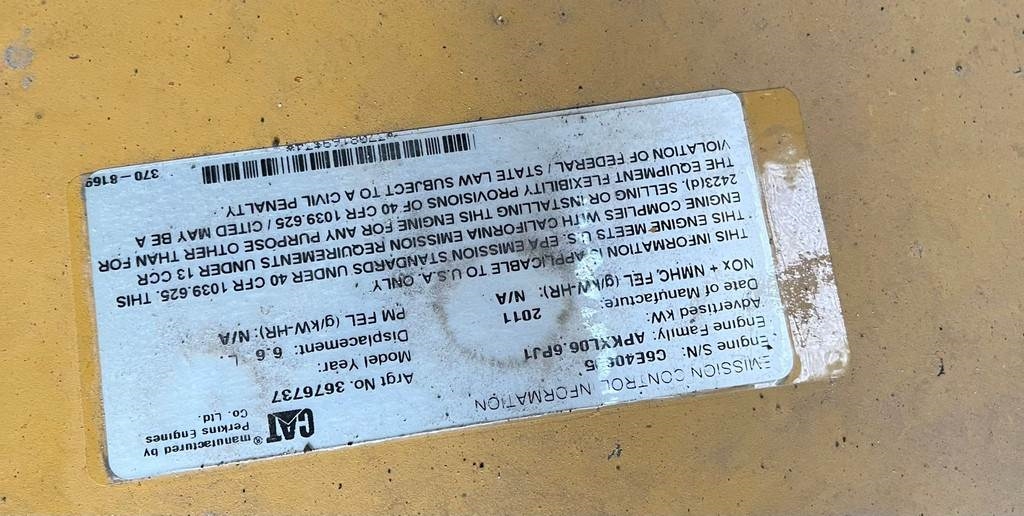 EMISSION CONTROL INFORMATION
CAT® manufactured by
Perkins Engines
Co. Ltd.
Engine S/N: Argt No. 3676737
Engine Family: APKXL06.6PJ1 Model Year:
Advertised kW: Displacement: 6.6 L
Date of Manufacture: 2011 PM FEL (g/kW-HR): N/A
NOx + NMHC, FEL (g/kW-HR): N/A
THIS INFORMATION APPLICABLE TO U.S.A. ONLY
THIS ENGINE MEETS U.S. EPA EMISSION STANDARDS UNDER 40 CFR 1039.625. THIS
ENGINE COMPLIES WITH CALIFORNIA EMISSION REQUIREMENTS UNDER 13 CCR
2423(d). SELLING OR INSTALLING THIS ENGINE FOR ANY PURPOSE OTHER THAN FOR
THE EQUIPMENT FLEXIBILITY PROVISIONS OF 40 CFR 1039.625 / CITED MAY BE A
VIOLATION OF FEDERAL / STATE LAW SUBJECT TO A CIVIL PENALTY.
370-8169